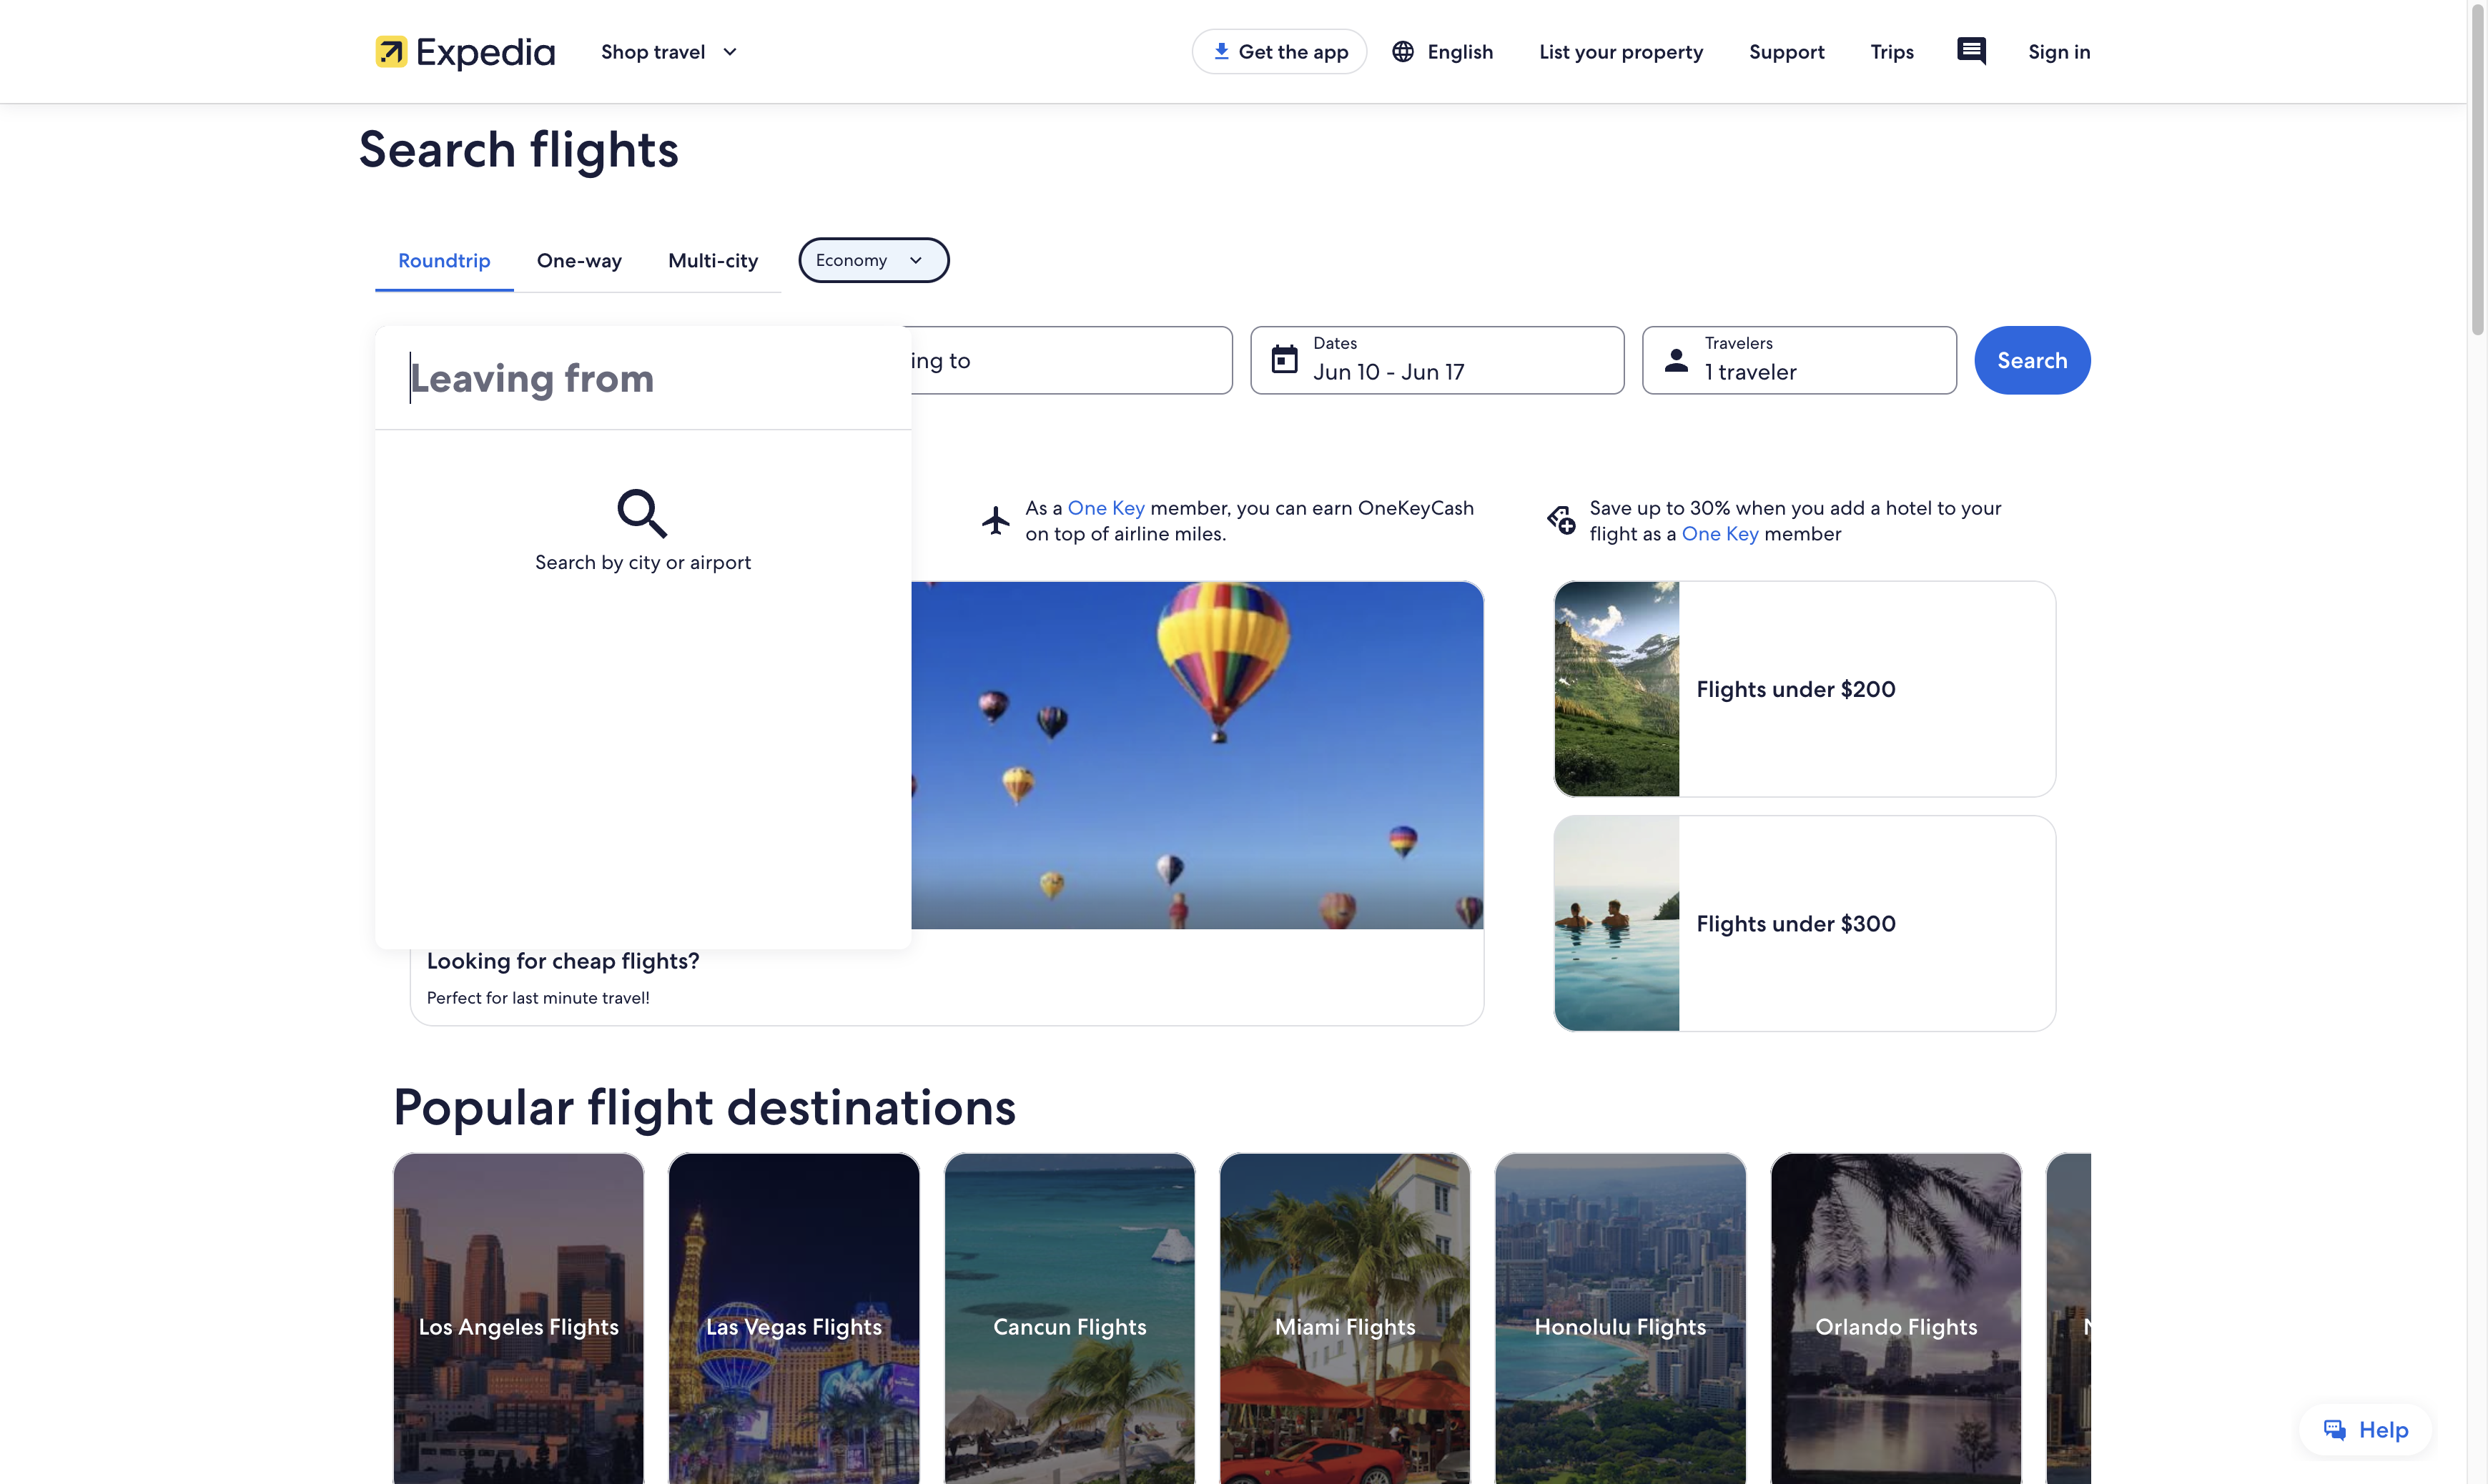 Expedia
Shop travel
Get the app
English
List your property
Support
Trips
Sign in
Search flights
Roundtrip
One-way
Multi-city
Economy
Leaving from
ing to
Dates
Jun 10 - Jun 17
Travelers
1 traveler
Search
Search by city or airport
As a One Key member, you can earn OneKeyCash
on top of airline miles.
Save up to 30% when you add a hotel to your
flight as a One Key member
Flights under $200
Flights under $300
Looking for cheap flights?
Perfect for last minute travel!
Popular flight destinations
Los Angeles Flights
Las Vegas Flights
Cancun Flights
Miami Flights
Honolulu Flights
Orlando Flights
Help